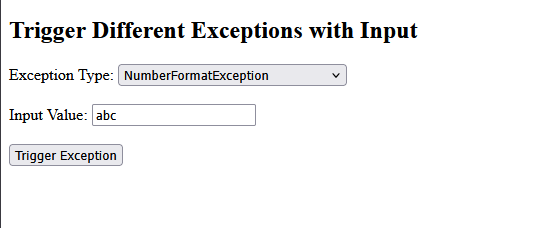 Trigger Different Exceptions with Input
Exception Type: NumberFormatException
Input Value: abc
Trigger Exception